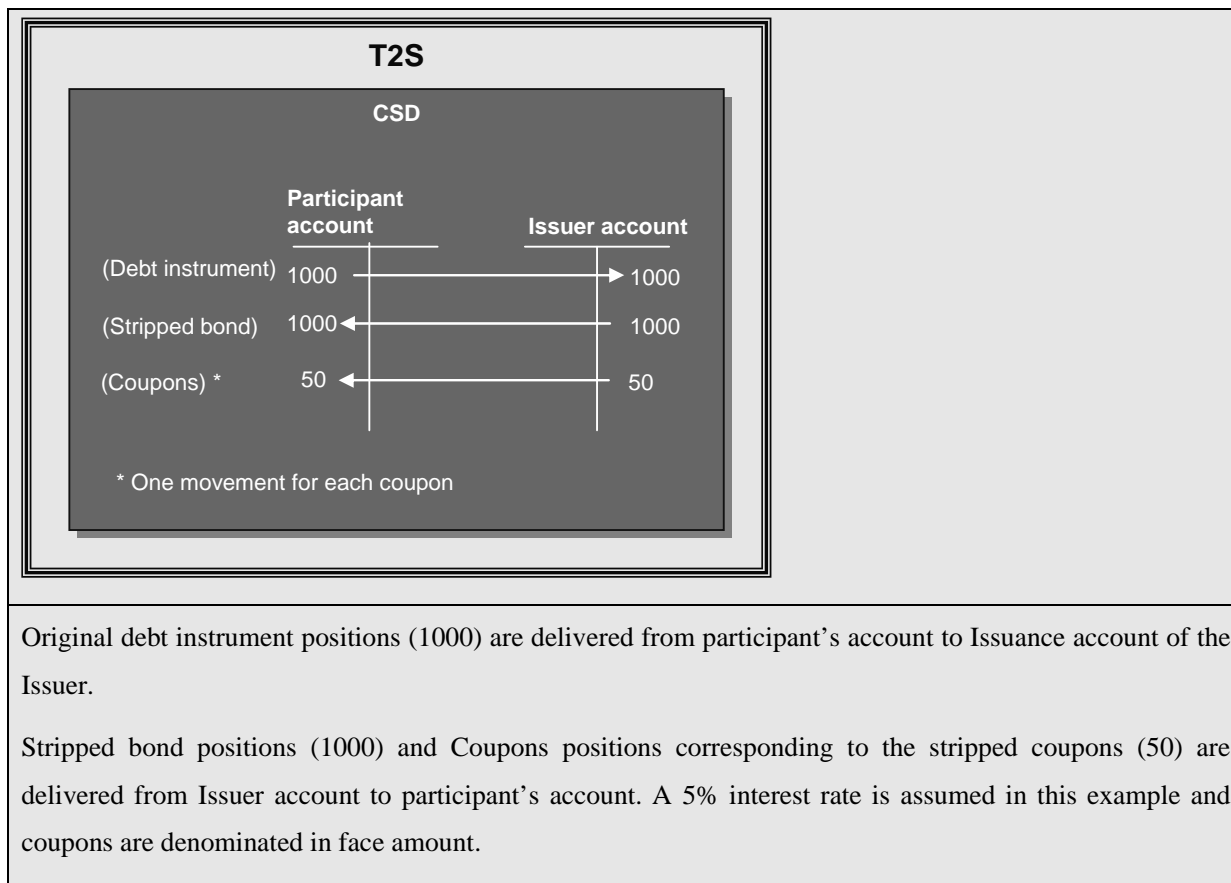 T2S
CSD
Participant
account
Issuer account
(Debt instrument) 1000 1000
(Stripped bond) 1000 1000
(Coupons) * 50 50
* One movement for each coupon
Original debt instrument positions (1000) are delivered from participant’s account to Issuance account of the
Issuer.
Stripped bond positions (1000) and Coupons positions corresponding to the stripped coupons (50) are
delivered from Issuer account to participant’s account. A 5% interest rate is assumed in this example and
coupons are denominated in face amount.